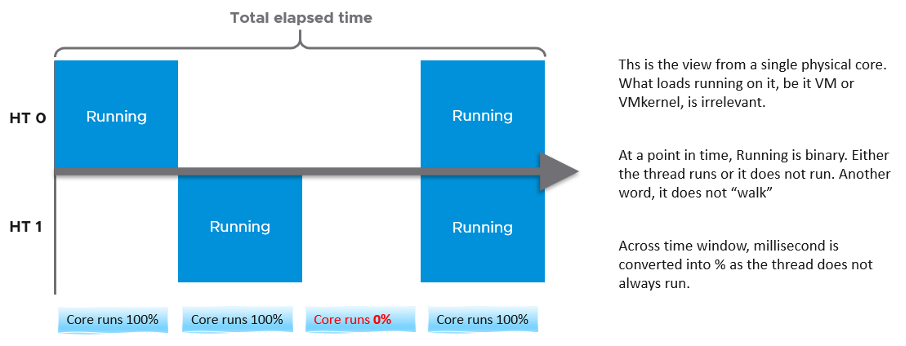 Total elapsed time
HT 0
Running
Running
HT 1
Running
Running
Core runs 100%
Core runs 100%
Core runs 0%
Core runs 100%
Ths is the view from a single physical core.
What loads running on it, be it VM or
VMkernel, is irrelevant.
At a point in time, Running is binary. Either
the thread runs or it does not run. Another
word, it does not “walk”
Across time window, millisecond is
converted into % as the thread does not
always run.